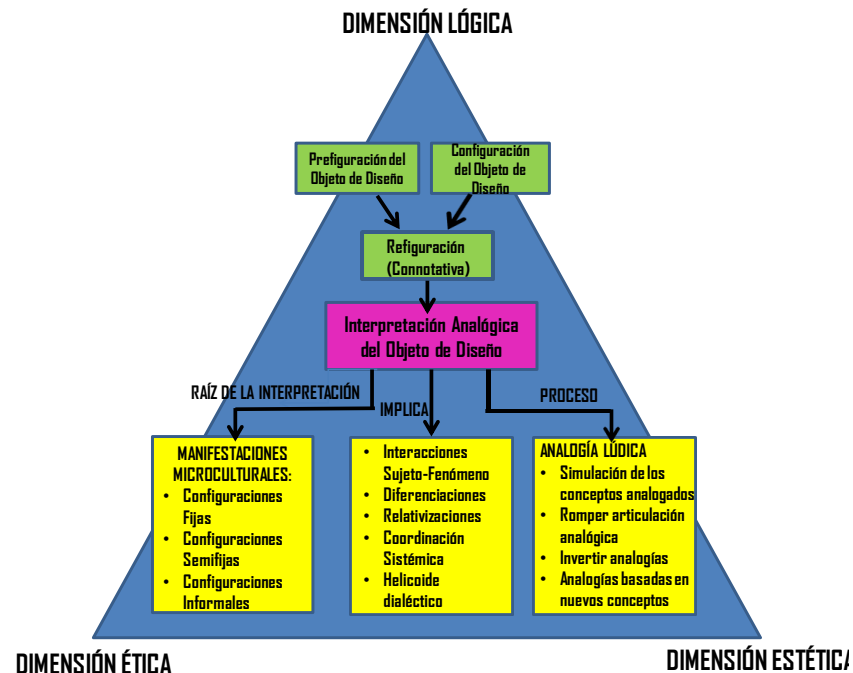 DIMENSIÓN LÓGICA
Prefiguración del
Objeto de Diseño
Configuración
del Objeto de
Diseño
Refiguración
(Connotativa)
Interpretación Analógica
del Objeto de Diseño
RAÍZ DE LA INTERPRETACIÓN
IMPLICA
PROCESO
MANIFESTACIONES
MICROCULTURALES:
• Configuraciones
Fijas
• Configuraciones
Semifijas
• Configuraciones
Informales
• Interacciones
Sujeto-Fenómeno
• Diferenciaciones
• Relativizaciones
• Coordinación
Sistémica
• Helicoide
dialéctico
ANALOGÍA LÚDICA
• Simulación de los
conceptos analogados
• Romper articulación
analógica
• Invertir analogías
• Analogías basadas en
nuevos conceptos
DIMENSIÓN ÉTICA
DIMENSIÓN ESTÉTICA